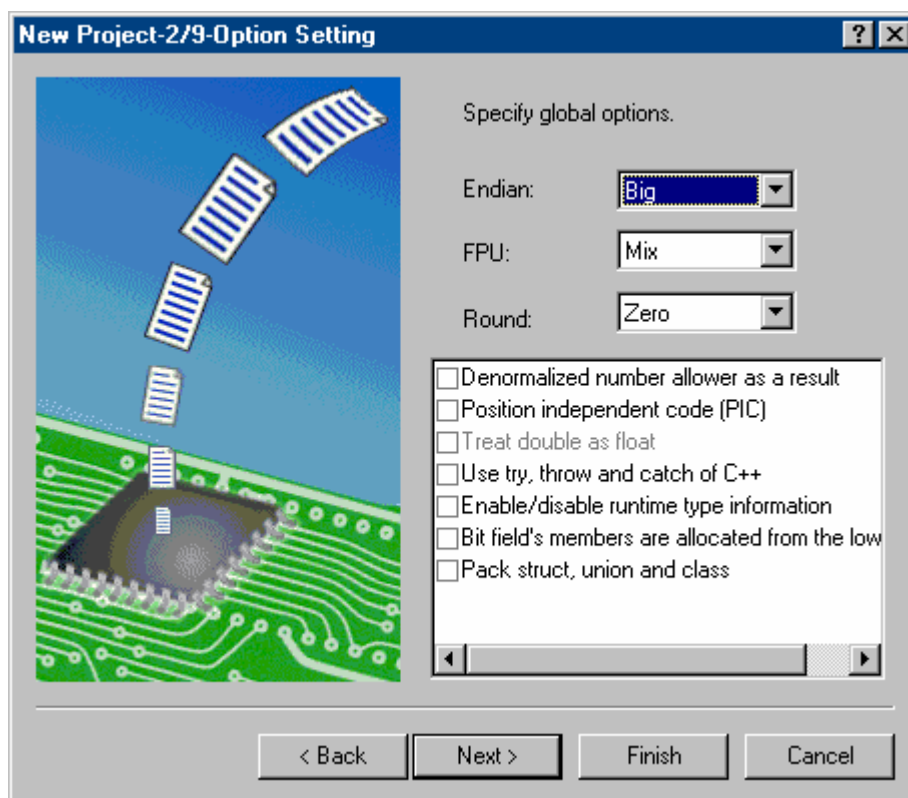 New Project-2/9-Option Setting
Specify global options.
Endian: Big
FPU: Mix
Round: Zero
Denormalized number allower as a result
Position independent code (PIC)
Treat double as float
Use try, throw and catch of C++
Enable/disable runtime type information
Bit field's members are allocated from the low
Pack struct, union and class
< Back Next > Finish Cancel